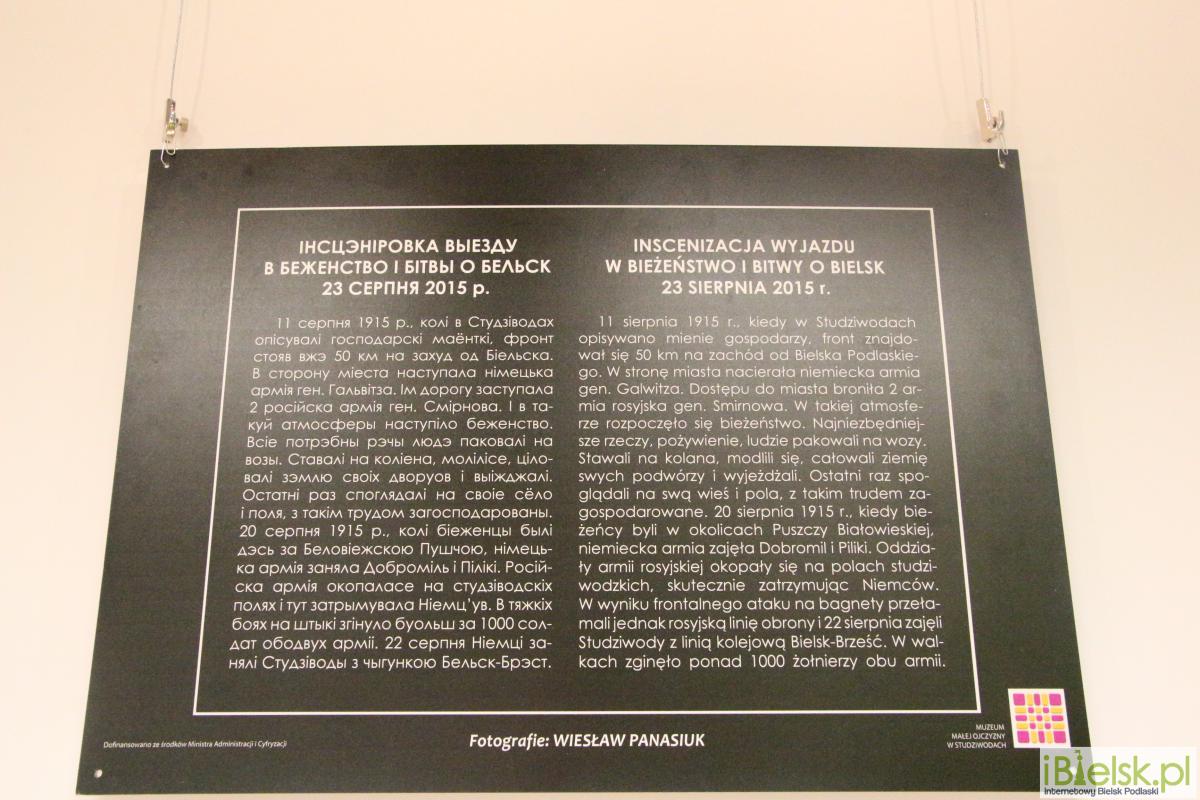 ІНСЦЭНІРОВКА ВЫЕЗДУ
В БЕЖЕНСТВО І БІТВЫ О БЕЛЬСК
23 СЕРПНЯ 2015 р.
11 серпня 1915 р., колі в Студзіводах
опісувалі господарскі маёнткі, фронт
стояв вжэ 50 км на захуд од Біельска.
В сторону міеста наступала німецька
армія ген. Гальвітза. Ім дорогу заступала
2 російска армія ген. Смірнова. І в та-
куй атмосферы наступіло беженство.
Всіе потрэбны рэчы людэ паковалі на
возы. Ставалі на коліена, молілісе, ціло-
валі зэмлю своіх дворуов і выіжджалі.
Остатні раз споглядалі на своіе сёло
і поля, з такім трудом загосподарованы.
20 серпня 1915 р., колі біеженцы былі
дэсь за Беловіежскою Пушчою, німець-
ка армія заняла Доброміль і Пілікі. Росій-
ска армія окопаласе на студзіводскіх
полях і тут затрымувала Ніемц'ув. В тяжкіх
боях на штыкі згінуло буольш за 1000 сол-
дат ободвух армії. 22 серпня Ніемці за-
нялі Студзіводы з чыгункою Бельск-Брэст.
INSCENIZACJA WYJAZDU
W BIEŻEŃSTWO I BITWY O BIELSK
23 SIERPNIA 2015 r.
11 sierpnia 1915 r., kiedy w Studziwodach
opisywano mienie gospodarzy, front znajdo-
wał się 50 km na zachód od Bielska Podlaskie-
go. W stronę miasta nacierała niemiecka armia
gen. Galwitza. Dostępu do miasta broniła 2 ar-
mia rosyjska gen. Smirnowa. W takiej atmosfe-
rze rozpoczęło się bieżeństwo. Najniezbędniej-
sze rzeczy, pożywienie, ludzie pakowali na wozy.
Stawali na kolana, modlili się, całowali ziemię
swych podwórzy i wyjeżdżali. Ostatni raz spo-
glądali na swą wieś i pola, z takim trudem za-
gospodarowane. 20 sierpnia 1915 r., kiedy bie-
żeńcy byli w okolicach Puszczy Białowieskiej,
niemiecka armia zajęła Dobromil i Piliki. Oddzia-
ły armii rosyjskiej okopały się na polach studzi-
wodzkich, skutecznie zatrzymując Niemców.
W wyniku frontalnego ataku na bagnety przeła-
mali jednak rosyjską linię obrony i 22 sierpnia zajęli
Studziwody z linią kolejową Bielsk-Brześć. W wal-
kach zginęło ponad 1000 żołnierzy obu armii.
Dofinansowano ze środków Ministra Administracji i Cyfryzacji
Fotografie: WIESŁAW PANASIUK
MUZEUM
MAŁEJ OJCZYZNY
W STUDZIWODACH
iBielsk.pl
Internetowy Bielsk Podlaski